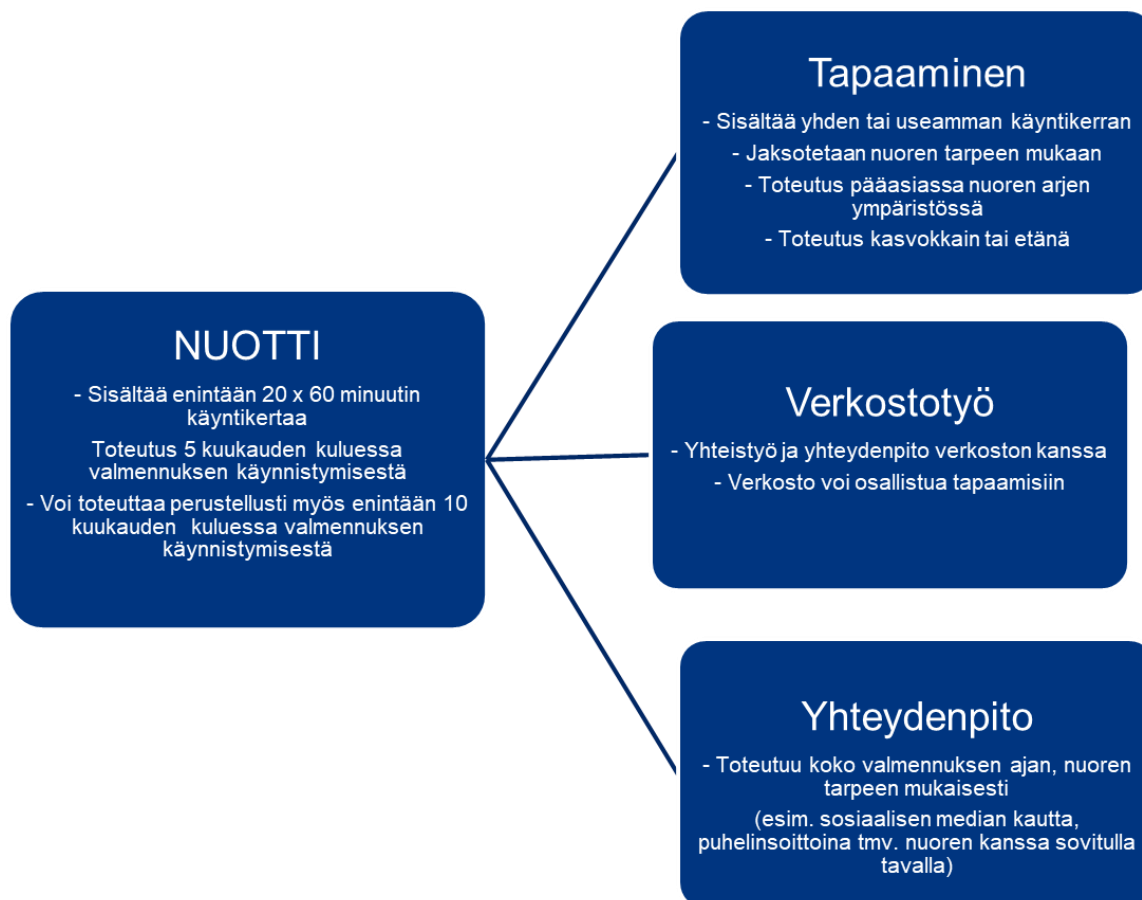 NUOTTI
- Sisältää enintään 20 x 60 minuutin
käyntikertaa
Toteutus 5 kuukauden kuluessa
valmennuksen käynnistymisestä
- Voi toteuttaa perustellusti myös enintään 10
kuukauden kuluessa valmennuksen
käynnistymisestä
Tapaaminen
- Sisältää yhden tai useamman käyntikerran
- Jaksotetaan nuoren tarpeen mukaan
- Toteutus pääasiassa nuoren arjen
ympäristössä
- Toteutus kasvokkain tai etänä
Verkostotyö
- Yhteistyö ja yhteydenpito verkoston kanssa
- Verkosto voi osallistua tapaamisiin
Yhteydenpito
- Toteutuu koko valmennuksen ajan, nuoren
tarpeen mukaisesti
(esim. sosiaalisen median kautta,
puhelinsoittoina tmv. nuoren kanssa sovitulla
tavalla)